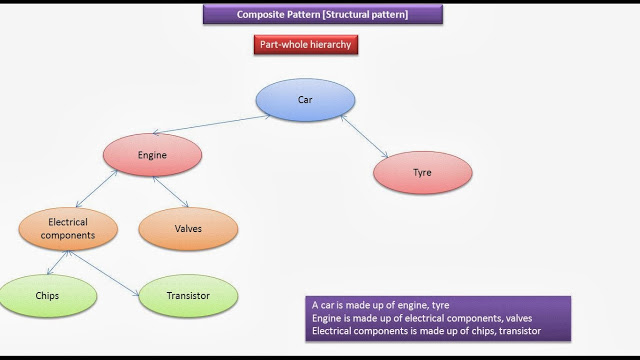 Composite Pattern [Structural pattern]
Part-whole hierarchy
Car
Engine
Tyre
Electrical
components
Valves
Chips
Transistor
A car is made up of engine, tyre
Engine is made up of electrical components, valves
Electrical components is made up of chips, transistor